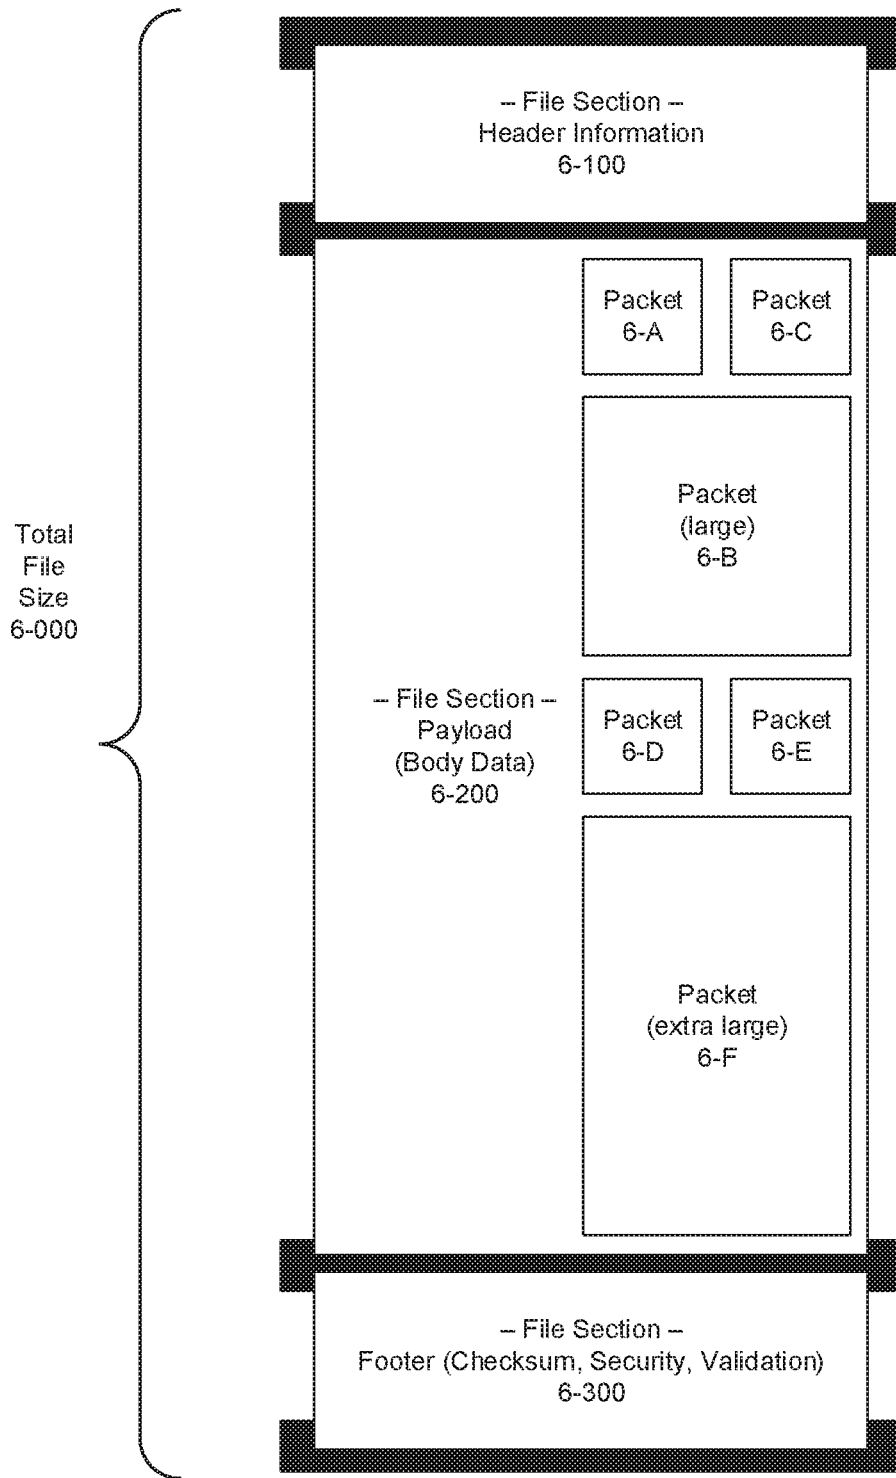 – File Section –
Header Information
6-100
Packet
6-A
Packet
6-C
Packet
(large)
6-B
Total
File
Size
6-000
– File Section –
Payload
(Body Data)
6-200
Packet
6-D
Packet
6-E
Packet
(extra large)
6-F
– File Section –
Footer (Checksum, Security, Validation)
6-300